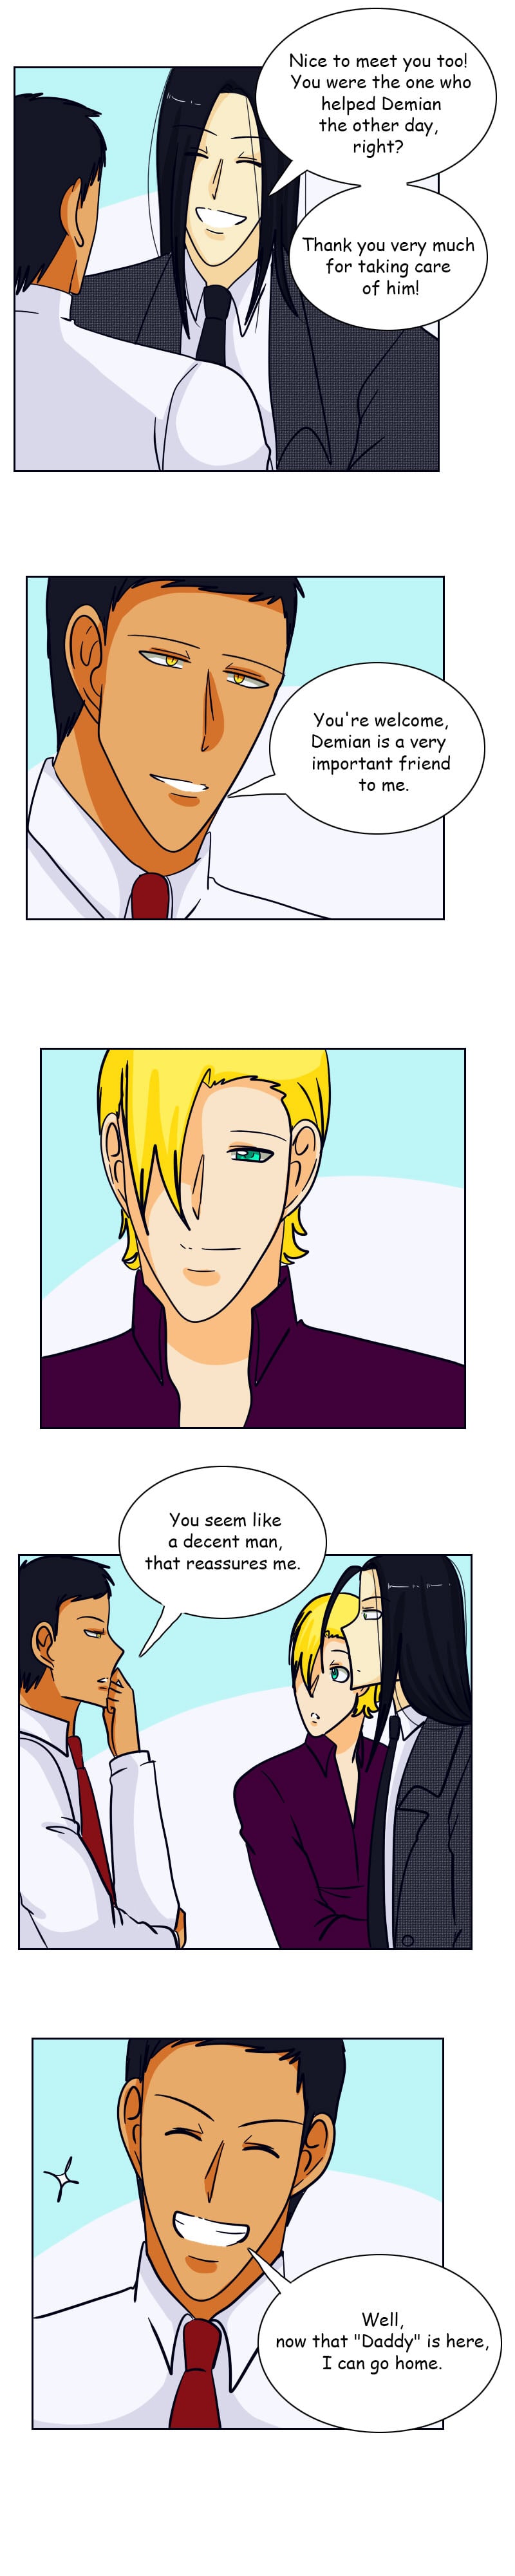 Nice to meet you too!
You were the one who
helped Demian
the other day,
right?
Thank you very much
for taking care
of him!
You're welcome,
Demian is a very
important friend
to me.
You seem like
a decent man,
that reassures me.
Well,
now that "Daddy" is here,
I can go home.